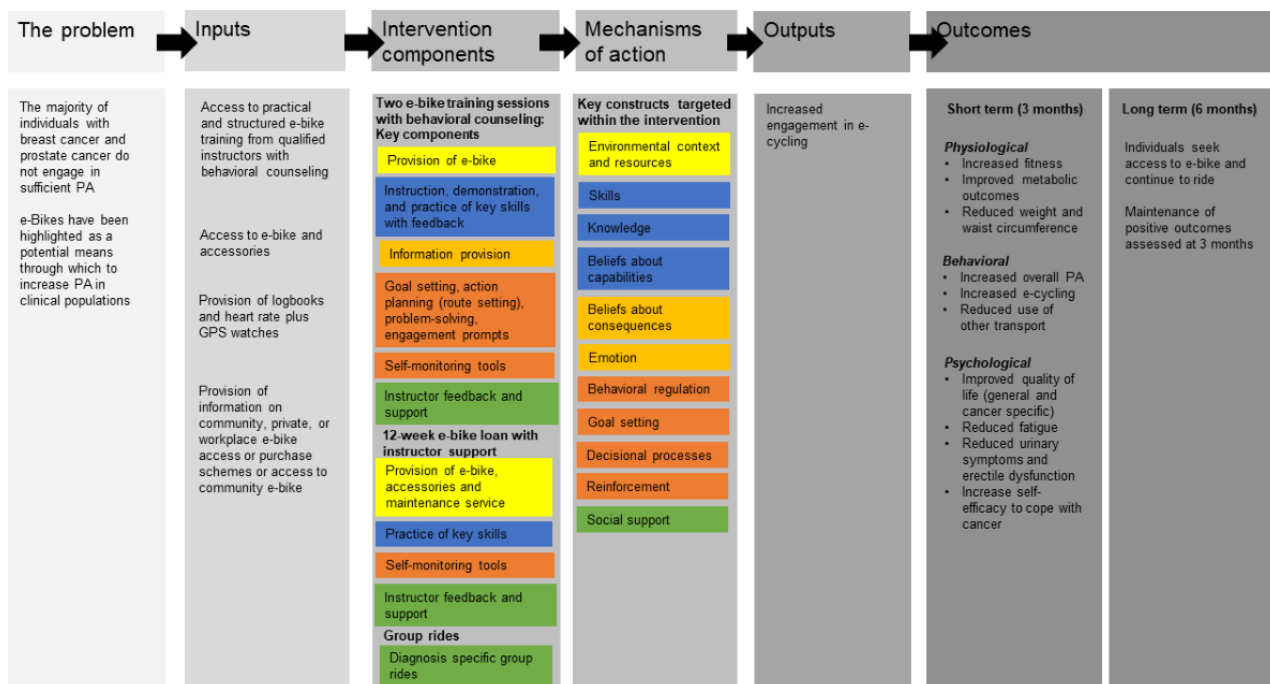 The problem
Inputs
Intervention
components
Mechanisms
of action
Outputs
Outcomes
The majority of
individuals with
breast cancer and
prostate cancer do
not engage in
sufficient PA
e-Bikes have been
highlighted as a
potential means
through which to
increase PA in
clinical populations
Access to practical
and structured e-bike
training from qualified
instructors with
behavioral counseling
Access to e-bike and
accessories
Provision of logbooks
and heart rate plus
GPS watches
Provision of
information on
community, private, or
workplace e-bike
access or purchase
schemes or access to
community e-bike
Two e-bike training sessions
with behavioral counseling:
Key components
Provision of e-bike
Instruction, demonstration,
and practice of key skills
with feedback
Information provision
Goal setting, action
planning (route setting),
problem-solving,
engagement prompts
Self-monitoring tools
Instructor feedback and
support
12-week e-bike loan with
instructor support
Provision of e-bike,
accessories and
maintenance service
Practice of key skills
Self-monitoring tools
Instructor feedback and
support
Group rides
Diagnosis specific group
rides
Key constructs targeted
within the intervention
Environmental context
and resources
Skills
Knowledge
Beliefs about
capabilities
Beliefs about
consequences
Emotion
Behavioral regulation
Goal setting
Decisional processes
Reinforcement
Social support
Increased
engagement in e-
cycling
Short term (3 months)
Physiological
• Increased fitness
• Improved metabolic
outcomes
• Reduced weight and
waist circumference
Behavioral
• Increased overall PA
• Increased e-cycling
• Reduced use of
other transport
Psychological
• Improved quality of
life (general and
cancer specific)
• Reduced fatigue
• Reduced urinary
symptoms and
erectile dysfunction
• Increase self-
efficacy to cope with
cancer
Long term (6 months)
Individuals seek
access to e-bike and
continue to ride
Maintenance of
positive outcomes
assessed at 3 months